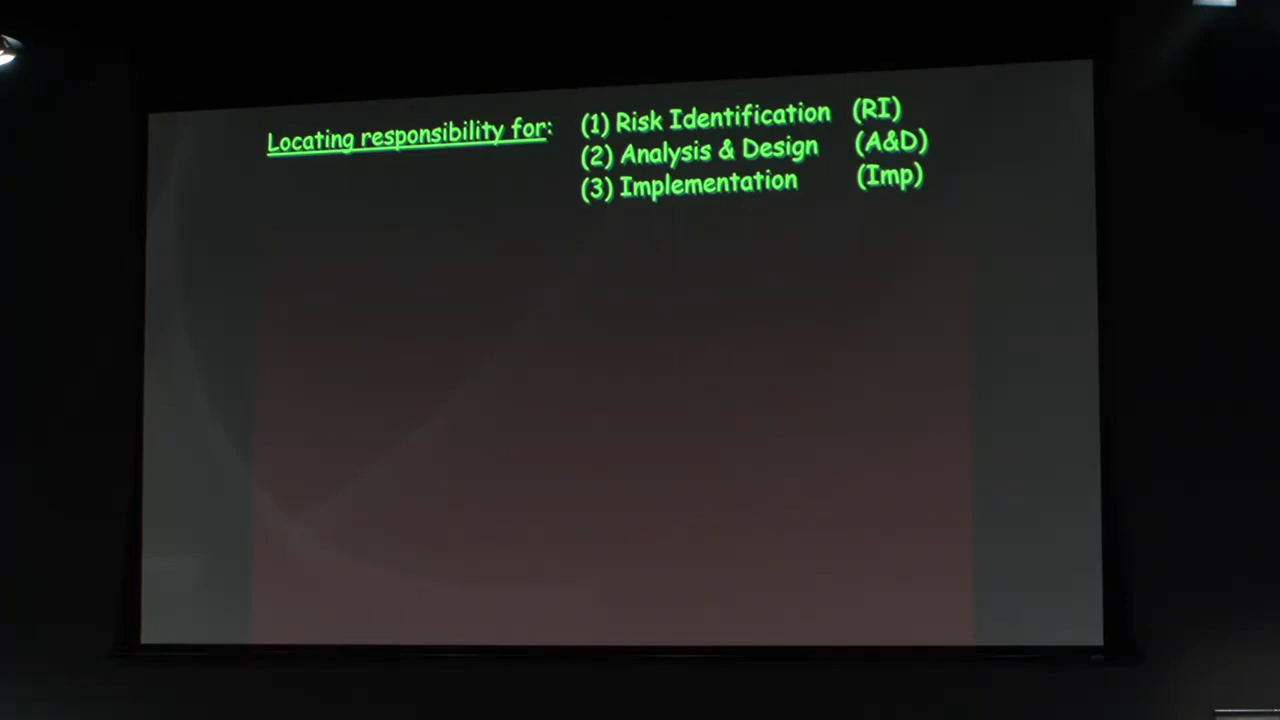 Locating responsibility for: (1) Risk Identification (RI)
(2) Analysis & Design (A&D)
(3) Implementation (Imp)